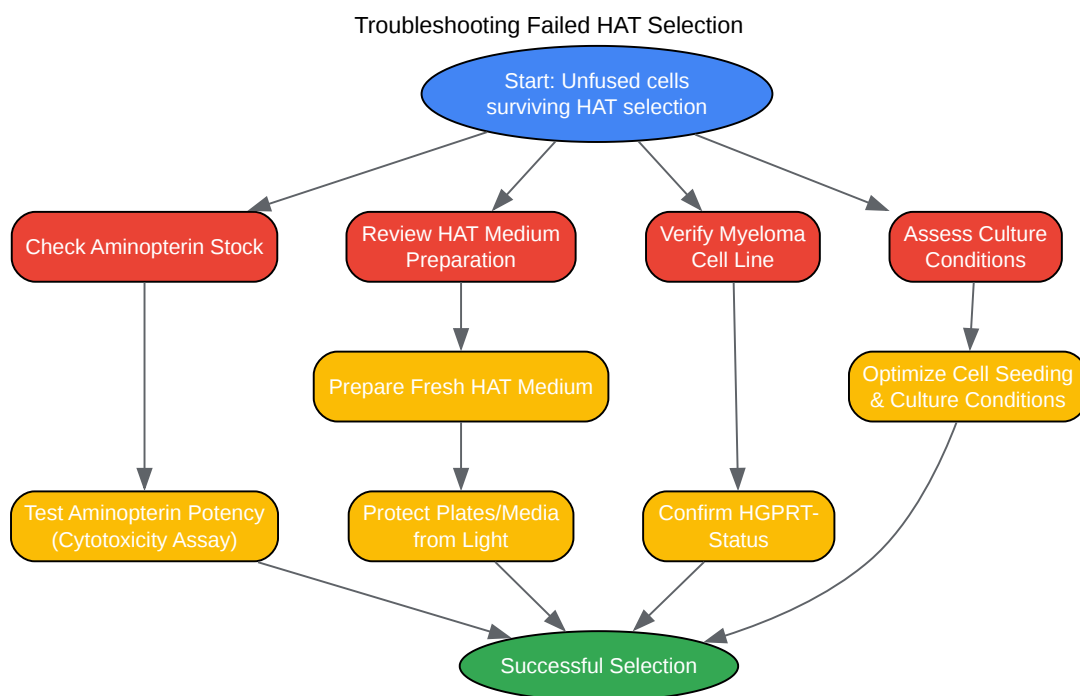 Troubleshooting Failed HAT Selection
Start: Unfused cells
surviving HAT selection
Check Aminopterin Stock
Review HAT Medium
Preparation
Verify Myeloma
Cell Line
Assess Culture
Conditions
Prepare Fresh HAT Medium
Optimize Cell Seeding
& Culture Conditions
Test Aminopterin Potency
(Cytotoxicity Assay)
Protect Plates/Media
from Light
Confirm HGPRT-
Status
Successful Selection